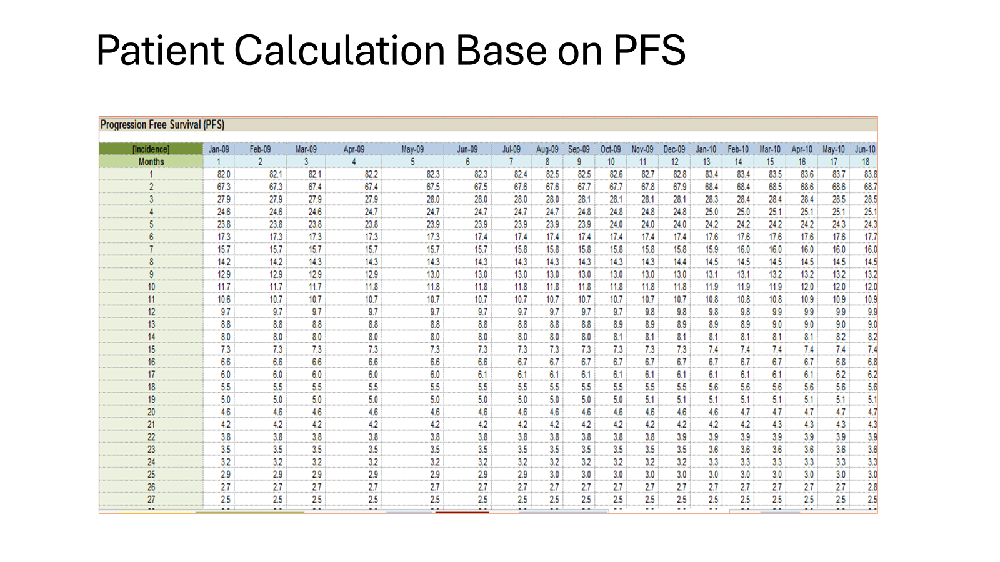 Patient Calculation Base on PFS
Progression Free Survival (PFS)
[Incidence] Jan-09 Feb-09 Mar-09 Apr-09 May-09 Jun-09 Jul-09 Aug-09 Sep-09 Oct-09 Nov-09 Dec-09 Jan-10 Feb-10 Mar-10 Apr-10 May-10 Jun-10
Months 1 2 3 4 5 6 7 8 9 10 11 12 13 14 15 16 17 18
1 82.0 82.1 82.1 82.2 82.3 82.3 82.4 82.5 82.5 82.6 82.7 82.8 83.4 83.4 83.5 83.6 83.7 83.8
2 67.3 67.3 67.4 67.4 67.5 67.5 67.6 67.6 67.7 67.7 67.8 67.9 68.4 68.4 68.5 68.6 68.6 68.7
3 27.9 27.9 27.9 27.9 28.0 28.0 28.0 28.0 28.1 28.1 28.1 28.1 28.3 28.4 28.4 28.4 28.5 28.5
4 24.6 24.6 24.6 24.7 24.7 24.7 24.7 24.7 24.8 24.8 24.8 24.8 25.0 25.0 25.1 25.1 25.1 25.1
5 23.8 23.8 23.8 23.8 23.9 23.9 23.9 23.9 23.9 24.0 24.0 24.0 24.2 24.2 24.2 24.2 24.3 24.3
6 17.3 17.3 17.3 17.3 17.3 17.4 17.4 17.4 17.4 17.4 17.4 17.4 17.6 17.6 17.6 17.6 17.6 17.7
7 15.7 15.7 15.7 15.7 15.7 15.7 15.8 15.8 15.8 15.8 15.8 15.8 15.9 16.0 16.0 16.0 16.0 16.0
8 14.2 14.2 14.3 14.3 14.3 14.3 14.3 14.3 14.3 14.3 14.3 14.4 14.5 14.5 14.5 14.5 14.5 14.5
9 12.9 12.9 12.9 12.9 13.0 13.0 13.0 13.0 13.0 13.0 13.0 13.0 13.1 13.1 13.2 13.2 13.2 13.2
10 11.7 11.7 11.7 11.8 11.8 11.8 11.8 11.8 11.8 11.8 11.8 11.8 11.9 11.9 11.9 12.0 12.0 12.0
11 10.6 10.7 10.7 10.7 10.7 10.7 10.7 10.7 10.7 10.7 10.7 10.7 10.8 10.8 10.8 10.9 10.9 10.9
12 9.7 9.7 9.7 9.7 9.7 9.7 9.7 9.7 9.7 9.7 9.8 9.8 9.8 9.8 9.9 9.9 9.9 9.9
13 8.8 8.8 8.8 8.8 8.8 8.8 8.8 8.8 8.8 8.9 8.9 8.9 8.9 8.9 9.0 9.0 9.0 9.0
14 8.0 8.0 8.0 8.0 8.0 8.0 8.0 8.0 8.0 8.1 8.1 8.1 8.1 8.1 8.1 8.1 8.2 8.2
15 7.3 7.3 7.3 7.3 7.3 7.3 7.3 7.3 7.3 7.3 7.3 7.3 7.4 7.4 7.4 7.4 7.4 7.4
16 6.6 6.6 6.6 6.6 6.6 6.6 6.7 6.7 6.7 6.7 6.7 6.7 6.7 6.7 6.7 6.7 6.8 6.8
17 6.0 6.0 6.0 6.0 6.0 6.1 6.1 6.1 6.1 6.1 6.1 6.1 6.1 6.1 6.1 6.1 6.2 6.2
18 5.5 5.5 5.5 5.5 5.5 5.5 5.5 5.5 5.5 5.5 5.5 5.5 5.6 5.6 5.6 5.6 5.6 5.6
19 5.0 5.0 5.0 5.0 5.0 5.0 5.0 5.0 5.0 5.0 5.1 5.1 5.1 5.1 5.1 5.1 5.1 5.1
20 4.6 4.6 4.6 4.6 4.6 4.6 4.6 4.6 4.6 4.6 4.6 4.6 4.6 4.7 4.7 4.7 4.7 4.7
21 4.2 4.2 4.2 4.2 4.2 4.2 4.2 4.2 4.2 4.2 4.2 4.2 4.2 4.2 4.3 4.3 4.3 4.3
22 3.8 3.8 3.8 3.8 3.8 3.8 3.8 3.8 3.8 3.8 3.8 3.9 3.9 3.9 3.9 3.9 3.9 3.9
23 3.5 3.5 3.5 3.5 3.5 3.5 3.5 3.5 3.5 3.5 3.5 3.5 3.6 3.6 3.6 3.6 3.6 3.6
24 3.2 3.2 3.2 3.2 3.2 3.2 3.2 3.2 3.2 3.2 3.2 3.2 3.3 3.3 3.3 3.3 3.3 3.3
25 2.9 2.9 2.9 2.9 2.9 2.9 2.9 3.0 3.0 3.0 3.0 3.0 3.0 3.0 3.0 3.0 3.0 3.0
26 2.7 2.7 2.7 2.7 2.7 2.7 2.7 2.7 2.7 2.7 2.7 2.7 2.7 2.7 2.7 2.7 2.7 2.8
27 2.5 2.5 2.5 2.5 2.5 2.5 2.5 2.5 2.5 2.5 2.5 2.5 2.5 2.5 2.5 2.5 2.5 2.5